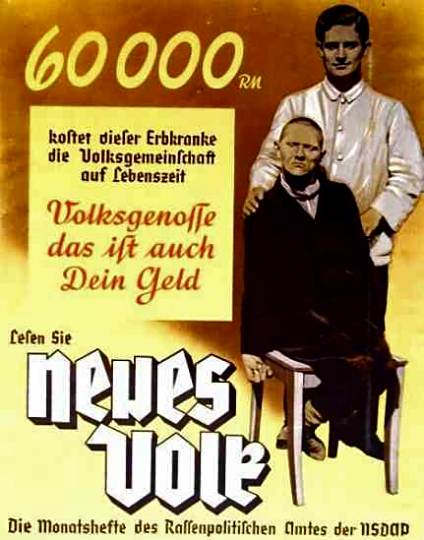 60 000 RM
kostet dieser Erbkranke
die Volksgemeinschaft
auf Lebenszeit
Volksgenosse
das ist auch
Dein Geld
Lesen Sie
neues
Volk
Die Monatshefte des Rassenpolitischen Amtes der NSDAP